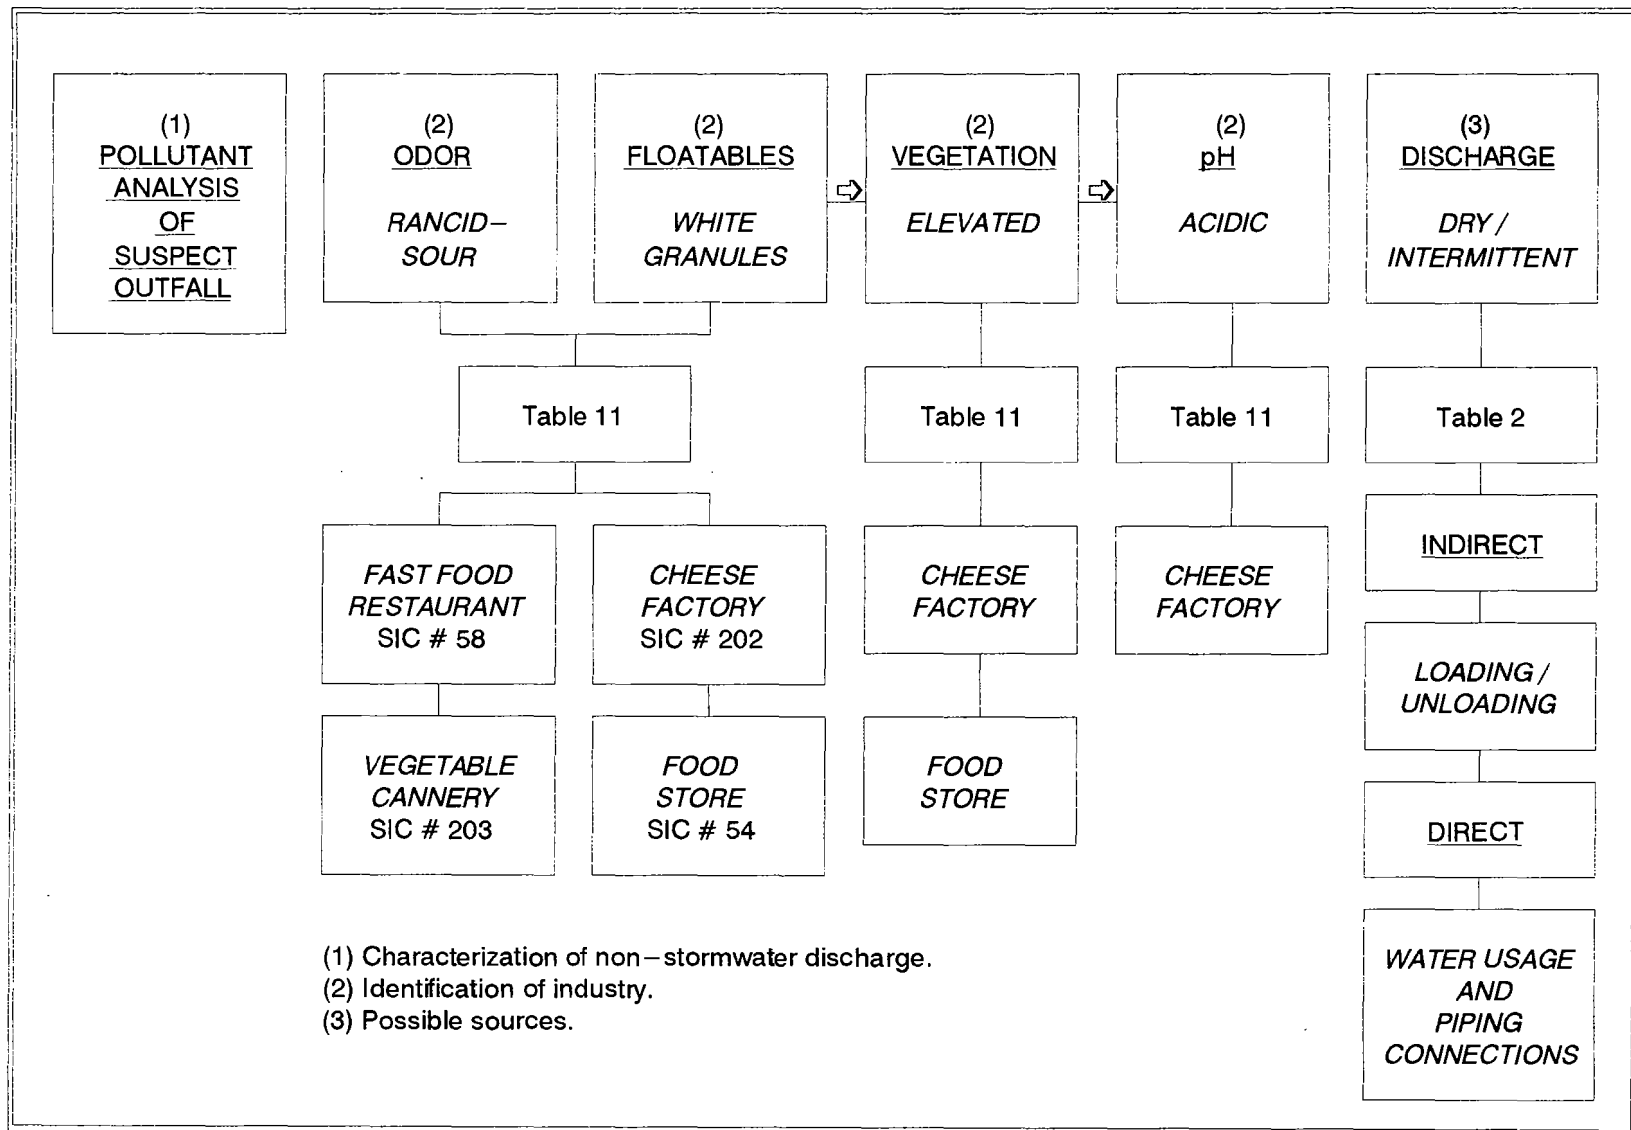 (1)
POLLUTANT
ANALYSIS
OF
SUSPECT
OUTFALL
(2)
ODOR
RANCID–
SOUR
(2)
FLOATABLES
WHITE
GRANULES
(2)
VEGETATION
ELEVATED
(2)
pH
ACIDIC
(3)
DISCHARGE
DRY /
INTERMITTENT
Table 11
Table 11
Table 11
Table 2
FAST FOOD
RESTAURANT
SIC # 58
CHEESE
FACTORY
SIC # 202
CHEESE
FACTORY
CHEESE
FACTORY
INDIRECT
LOADING /
UNLOADING
VEGETABLE
CANNERY
SIC # 203
FOOD
STORE
SIC # 54
FOOD
STORE
DIRECT
WATER USAGE
AND
PIPING
CONNECTIONS
(1) Characterization of non–stormwater discharge.
(2) Identification of industry.
(3) Possible sources.